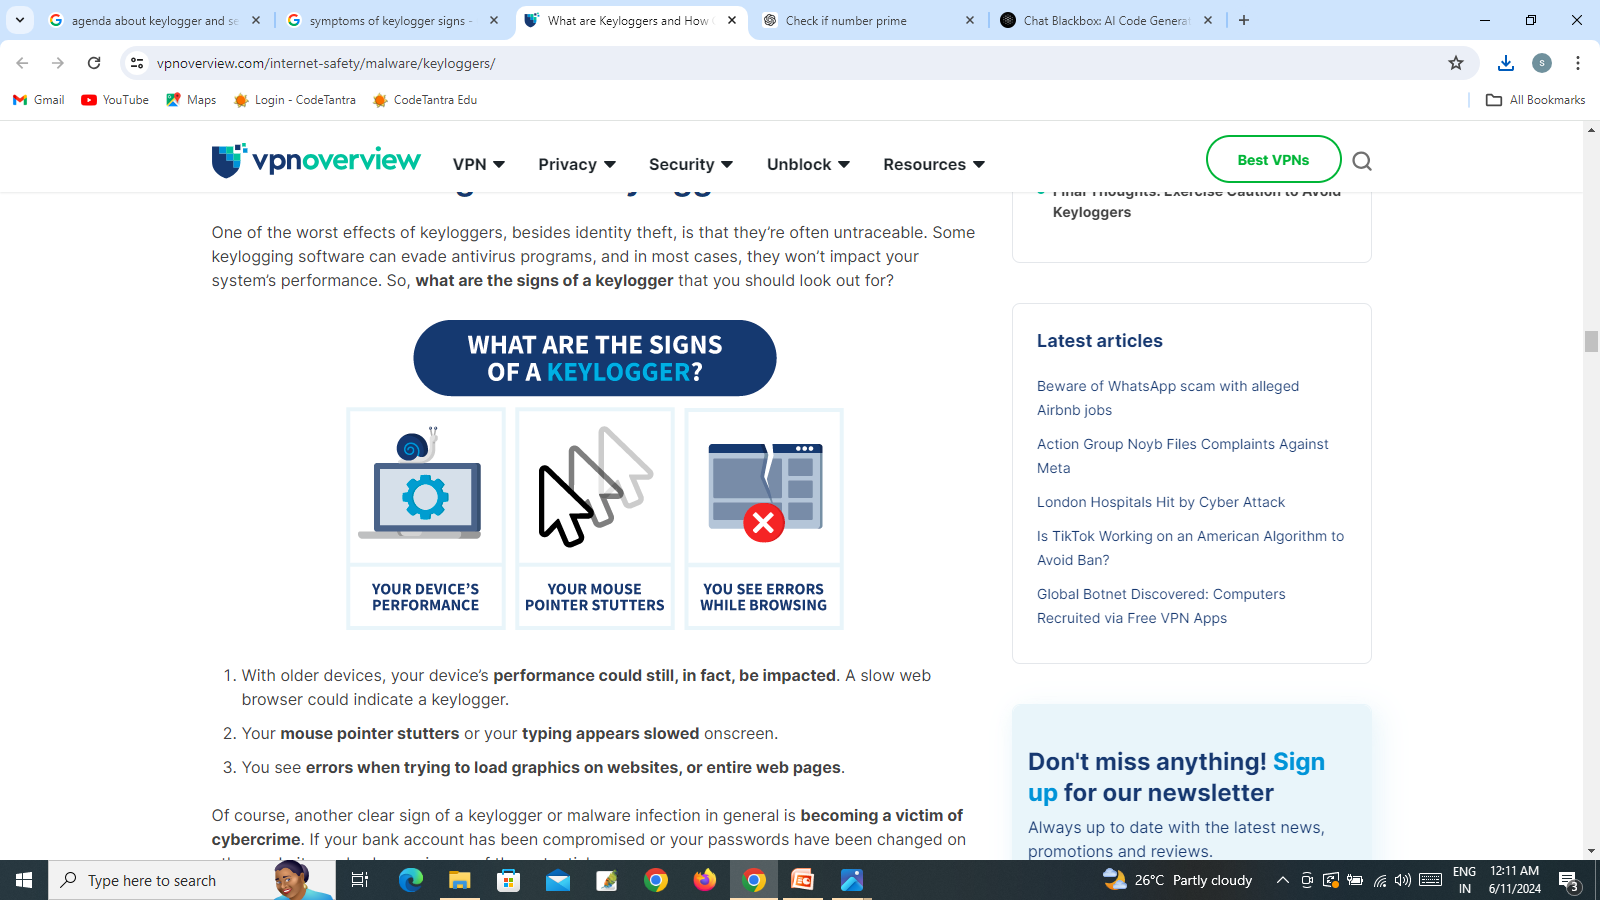 agenda about keylogger and se
symptoms of keylogger signs -
What are Keyloggers and How
Check if number prime
Chat Blackbox: AI Code Generat
vpnoverview.com/internet-safety/malware/keyloggers/
S
Gmail
YouTube
Maps
Login - CodeTantra
CodeTantra Edu
All Bookmarks
vpnoverview
VPN
Privacy
Security
Unblock
Resources
Best VPNs
Final Thoughts: Exercise Caution to Avoid
Keyloggers
One of the worst effects of keyloggers, besides identity theft, is that they’re often untraceable. Some
keylogging software can evade antivirus programs, and in most cases, they won’t impact your
system’s performance. So, what are the signs of a keylogger that you should look out for?
WHAT ARE THE SIGNS
OF A KEYLOGGER?
YOUR DEVICE’S
PERFORMANCE
YOUR MOUSE
POINTER STUTTERS
YOU SEE ERRORS
WHILE BROWSING
1. With older devices, your device’s performance could still, in fact, be impacted. A slow web
browser could indicate a keylogger.
2. Your mouse pointer stutters or your typing appears slowed onscreen.
3. You see errors when trying to load graphics on websites, or entire web pages.
Of course, another clear sign of a keylogger or malware infection in general is becoming a victim of
cybercrime. If your bank account has been compromised or your passwords have been changed on
Latest articles
Beware of WhatsApp scam with alleged
Airbnb jobs
Action Group Noyb Files Complaints Against
Meta
London Hospitals Hit by Cyber Attack
Is TikTok Working on an American Algorithm to
Avoid Ban?
Global Botnet Discovered: Computers
Recruited via Free VPN Apps
Don't miss anything! Sign
up for our newsletter
Always up to date with the latest news,
promotions and reviews.
Type here to search
26°C Partly cloudy
ENG
IN
12:11 AM
6/11/2024
3